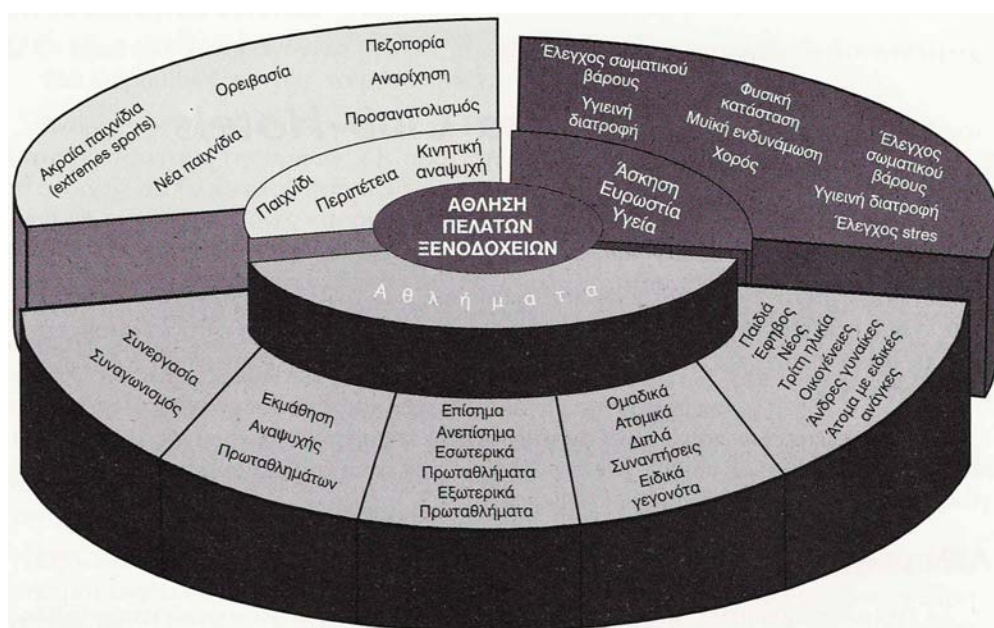 Πεζοπορία
Ορειβασία
Αναρίχηση
Προσανατολισμός
Ακραία παιχνίδια
(extremes sports)
Νέα παιχνίδια
Παιχνίδι
Περιπέτεια
Κινητική
αναψυχή
Έλεγχος σωματικού
βάρους
Υγιεινή
διατροφή
Φυσική
κατάσταση
Μυϊκή ενδυνάμωση
Χορός
Έλεγχος
σωματικού
βάρους
Υγιεινή διατροφή
Έλεγχος stres
Άσκηση
Ευρωστία
Υγεία
ΑΘΛΗΣΗ
ΠΕΛΑΤΩΝ
ΞΕΝΟΔΟΧΕΙΩΝ
Αθλήματα
Συνεργασία
Συναγωνισμός
Εκμάθηση
Αναψυχής
Πρωταθλημάτων
Επίσημα
Ανεπίσημα
Εσωτερικά
Πρωταθλήματα
Εξωτερικά
Πρωταθλήματα
Ομαδικά
Ατομικά
Διπλά
Συναντήσεις
Ειδικά
γεγονότα
Παιδιά
Έφηβος
Νέος
Τρίτη ηλικία
Οικογένειες
Άνδρες γυναίκες
Άτομα με ειδικές
ανάγκες